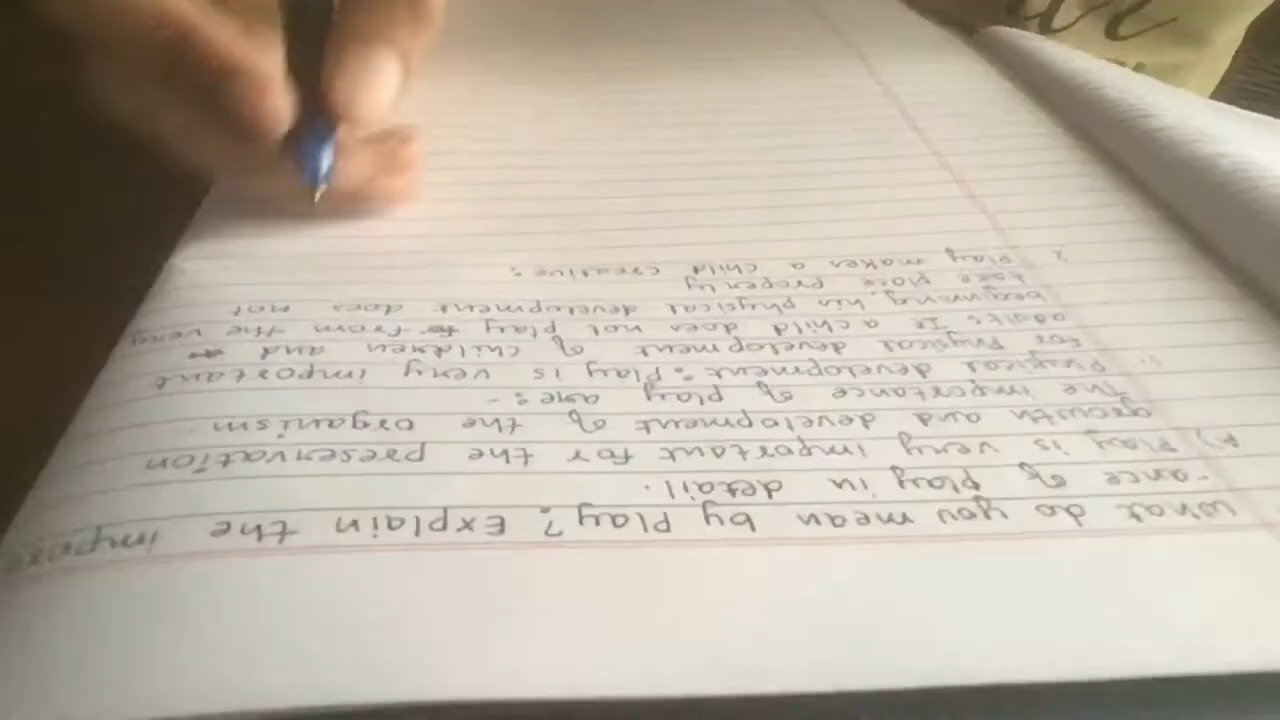 What do you mean by Play? Explain the impor
-ance of play in detail.
A) Play is very important for the preservation
growth and development of the organism
The importance of play are:-
1. Physical development: Play is very important
for physical development of children and
adults If a child does not play from the very
beginning, his physical development does not
take place properly
2. Play makes a child creative: